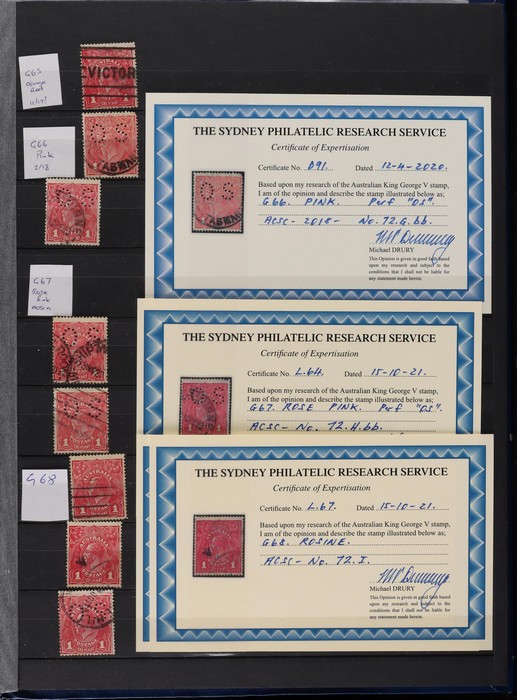 G65
11/17
VICTOR
G66
Pink
2/18
G67
Rose
Pink
G68
THE SYDNEY PHILATELIC RESEARCH SERVICE
Certificate of Expertisation
Certificate No. D91. Dated 12-4-2020.
Based upon my research of the Australian King George V stamp,
I am of the opinion and describe the stamp illustrated below as;
G66. PINK. Perf "OS".
ACSC - 2018 - No. 72.G.bb.
Michael DRURY
This Opinion is given in good faith based
upon my research and subject to the
conditions that I shall not be liable for
any statement made herein.
THE SYDNEY PHILATELIC RESEARCH SERVICE
Certificate of Expertisation
Certificate No. L.64. Dated 15-10-21.
Based upon my research of the Australian King George V stamp,
I am of the opinion and describe the stamp illustrated below as;
G67. ROSE PINK. Perf "OS".
ACSC - No. 72.H.bb.
THE SYDNEY PHILATELIC RESEARCH SERVICE
Certificate of Expertisation
Certificate No. L.67. Dated 15-10-21.
Based upon my research of the Australian King George V stamp,
I am of the opinion and describe the stamp illustrated below as;
G68. ROSINE.
ACSC - No. 72.I.
Michael DRURY
This Opinion is given in good faith based
upon my research and subject to the
conditions that I shall not be liable for
any statement made herein.